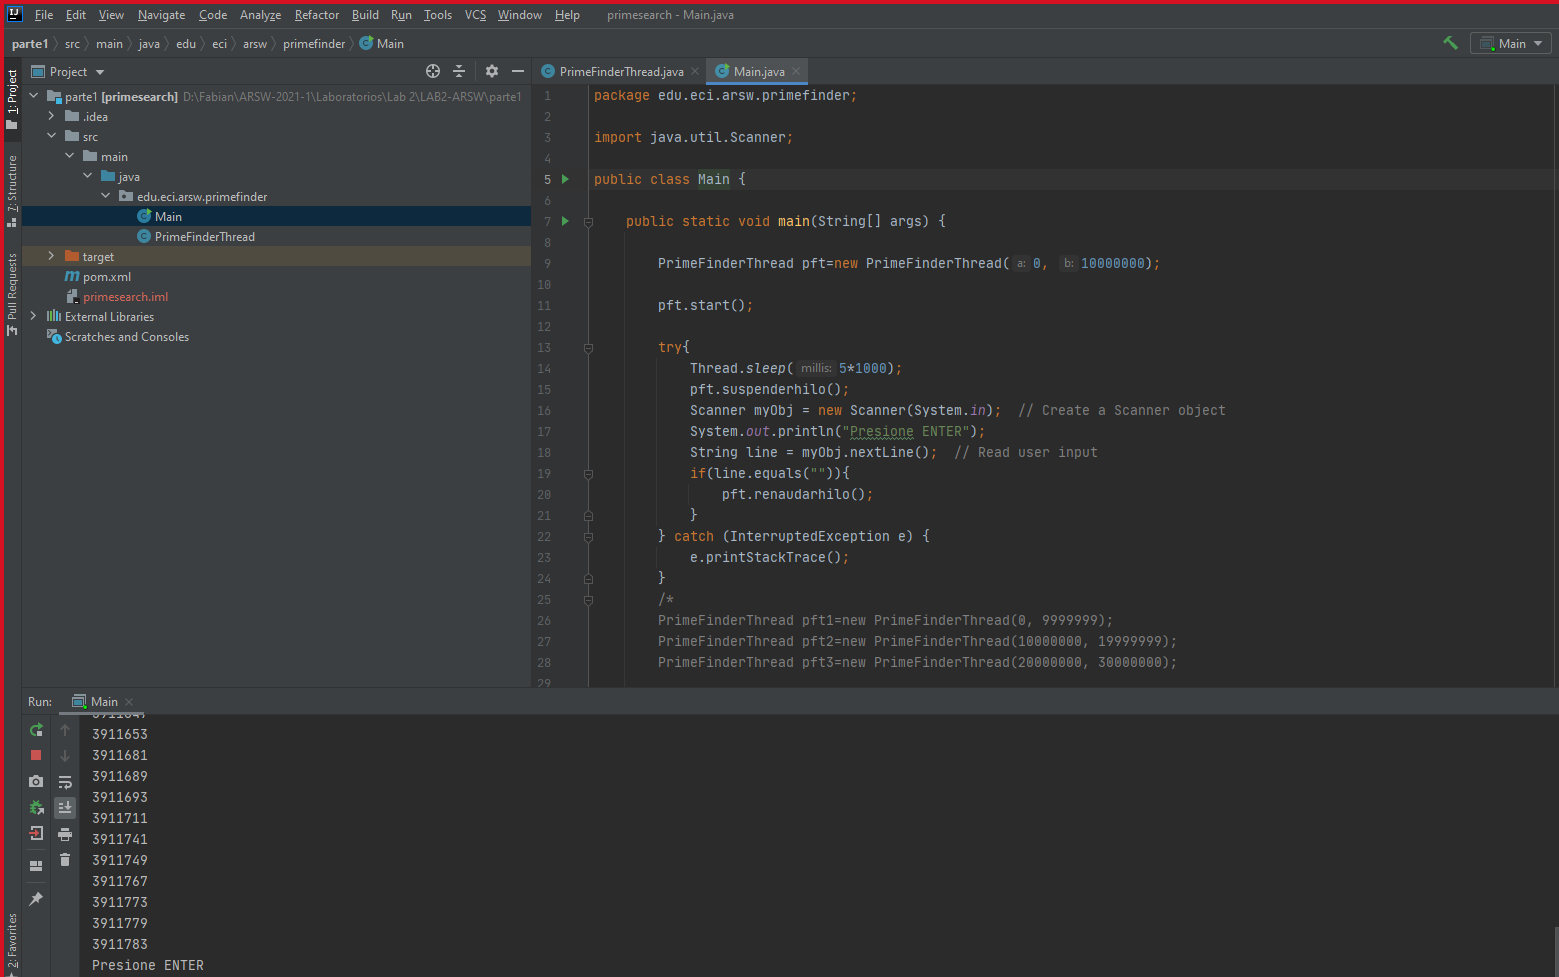 File Edit View Navigate Code Analyze Refactor Build Run Tools VCS Window Help primesearch - Main.java
parte1 src main java edu eci arsw primefinder Main
Main
1: Project
7: Structure
Pull Requests
2: Favorites
Project
parte1 [primesearch] D:\Fabian\ARSW-2021-1\Laboratorios\Lab 2\LAB2-ARSW\parte1
.idea
src
main
java
edu.eci.arsw.primefinder
Main
PrimeFinderThread
target
pom.xml
primesearch.iml
External Libraries
Scratches and Consoles
PrimeFinderThread.java Main.java
1 package edu.eci.arsw.primefinder;
2
3 import java.util.Scanner;
4
5 public class Main {
6
7 public static void main(String[] args) {
8
9 PrimeFinderThread pft=new PrimeFinderThread( a: 0, b: 10000000);
10
11 pft.start();
12
13 try{
14 Thread.sleep( millis: 5*1000);
15 pft.suspenderhilo();
16 Scanner myObj = new Scanner(System.in); // Create a Scanner object
17 System.out.println("Presione ENTER");
18 String line = myObj.nextLine(); // Read user input
19 if(line.equals("")){
20 pft.renaudarhilo();
21 }
22 } catch (InterruptedException e) {
23 e.printStackTrace();
24 }
25 /*
26 PrimeFinderThread pft1=new PrimeFinderThread(0, 9999999);
27 PrimeFinderThread pft2=new PrimeFinderThread(10000000, 19999999);
28 PrimeFinderThread pft3=new PrimeFinderThread(20000000, 30000000);
29
Run: Main
3911653
3911681
3911689
3911693
3911711
3911741
3911749
3911767
3911773
3911779
3911783
Presione ENTER